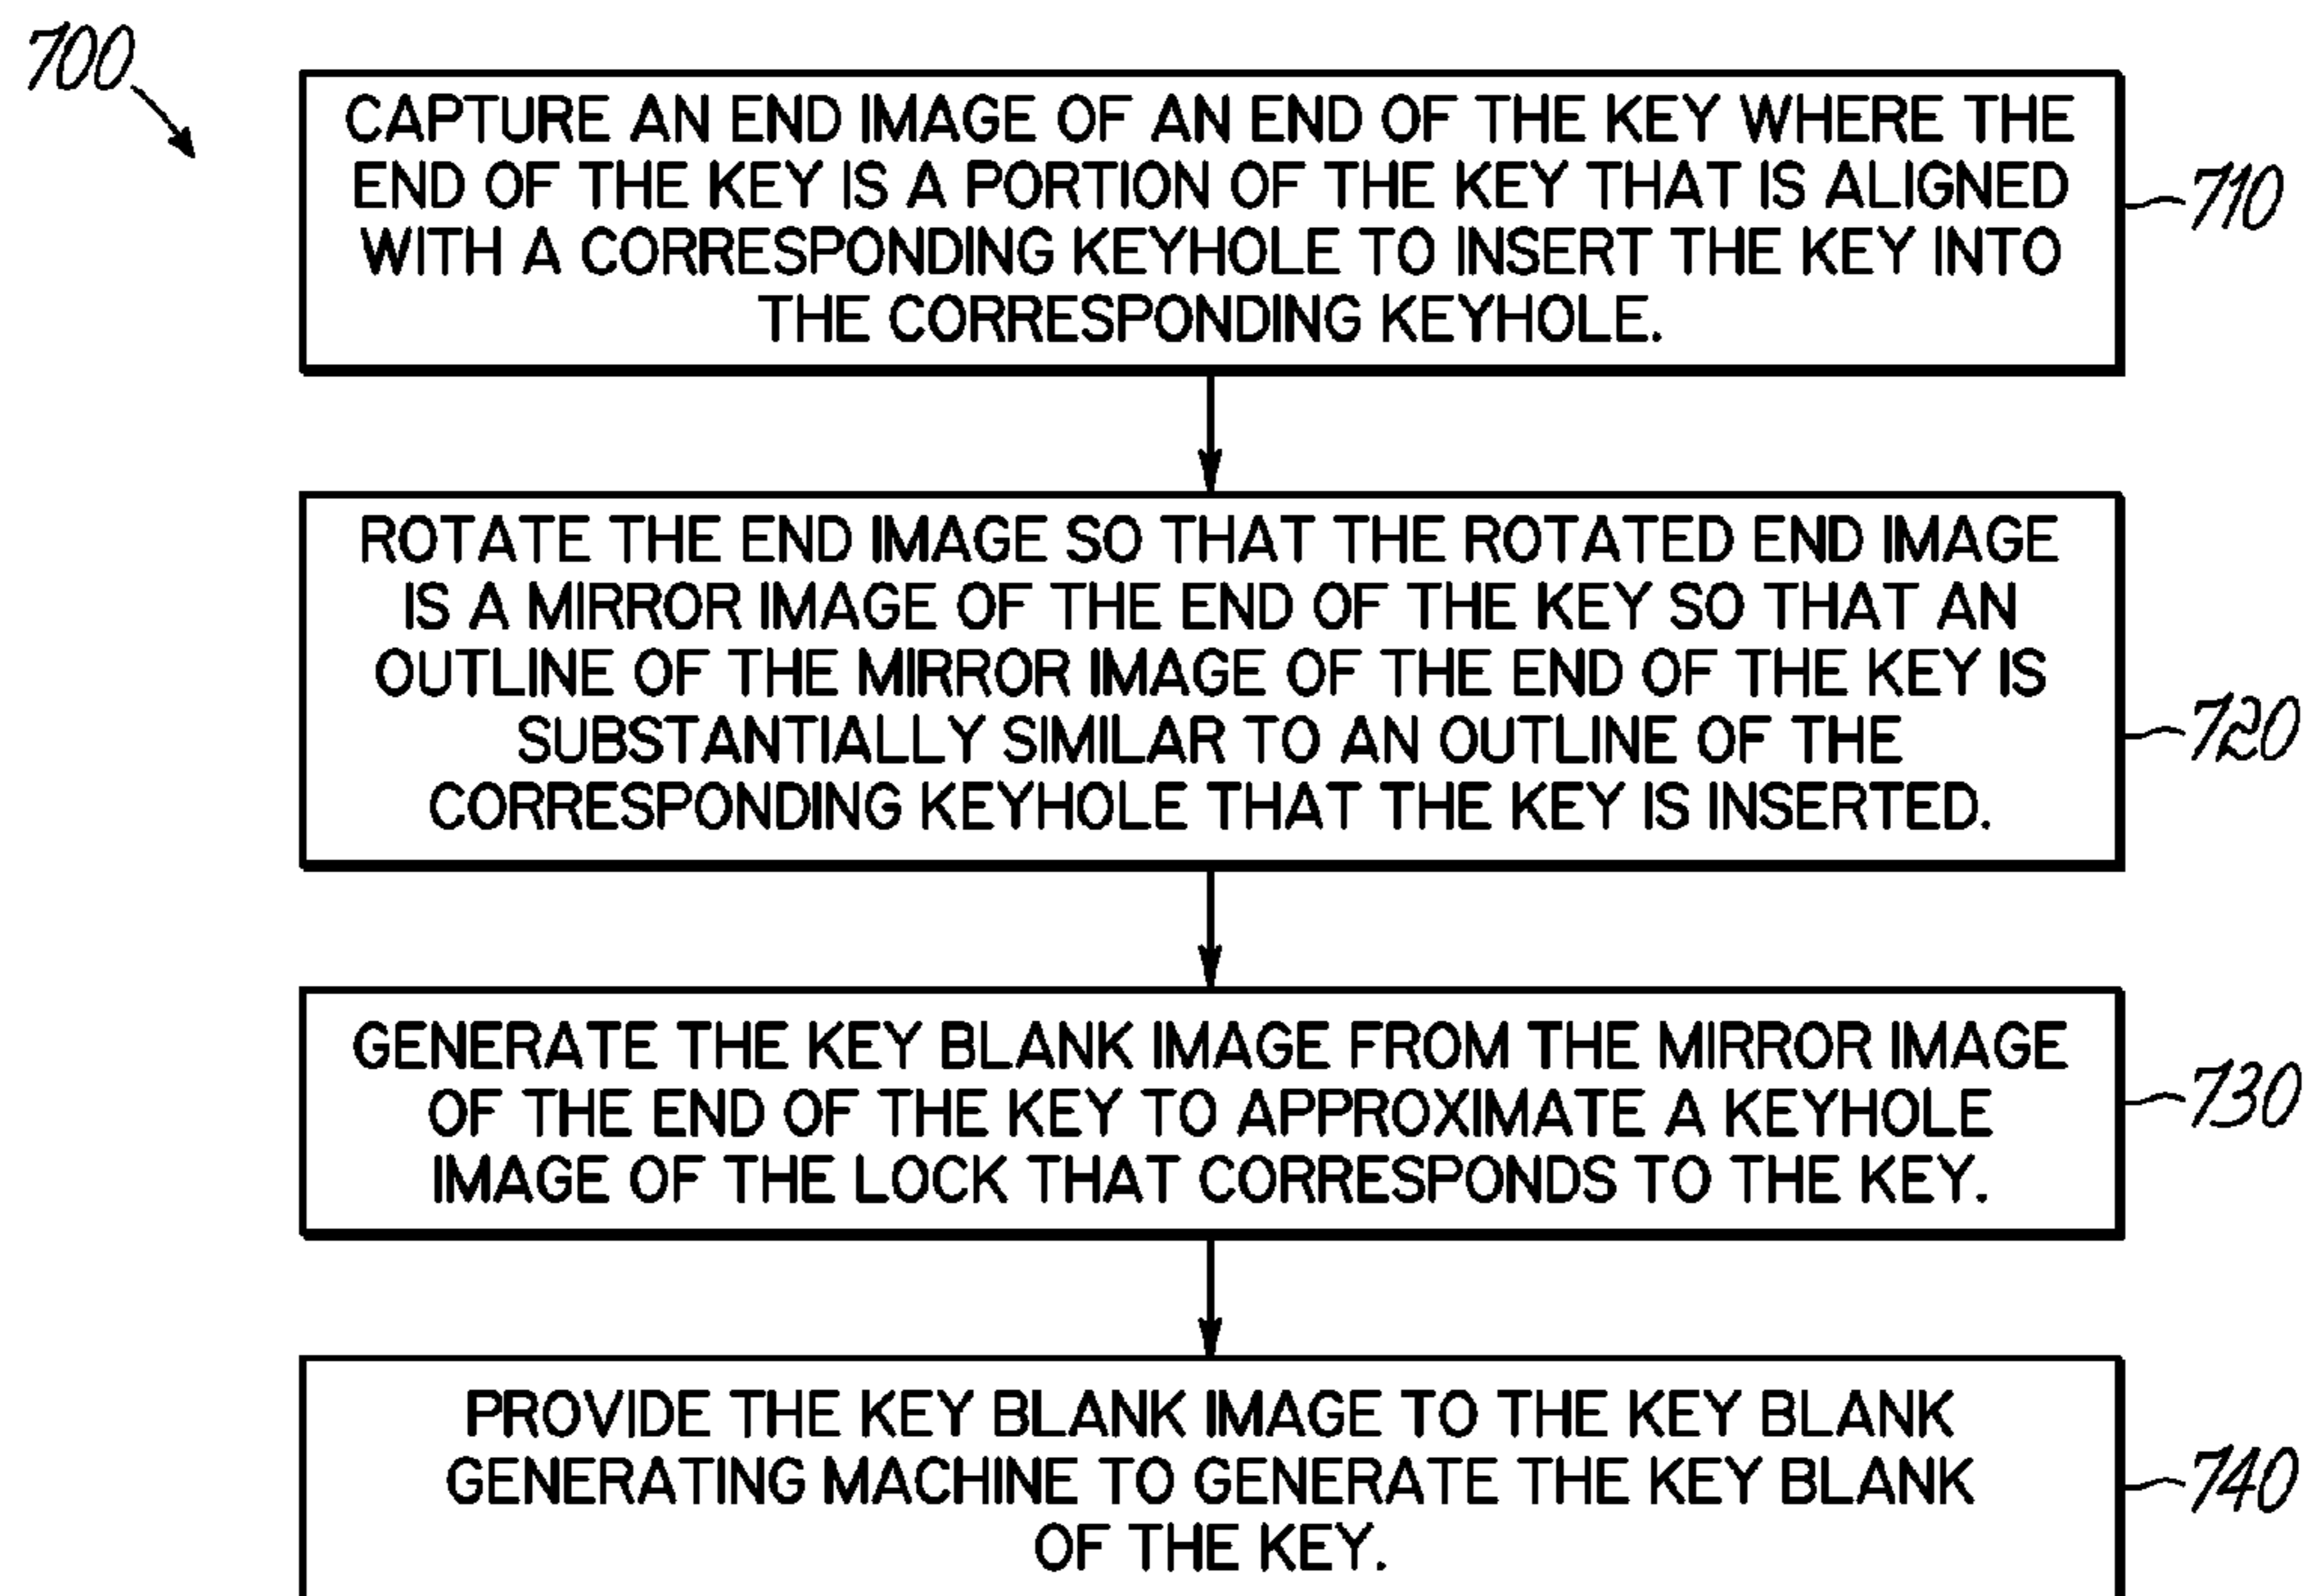 700
CAPTURE AN END IMAGE OF AN END OF THE KEY WHERE THE
END OF THE KEY IS A PORTION OF THE KEY THAT IS ALIGNED
WITH A CORRESPONDING KEYHOLE TO INSERT THE KEY INTO
THE CORRESPONDING KEYHOLE.
710
ROTATE THE END IMAGE SO THAT THE ROTATED END IMAGE
IS A MIRROR IMAGE OF THE END OF THE KEY SO THAT AN
OUTLINE OF THE MIRROR IMAGE OF THE END OF THE KEY IS
SUBSTANTIALLY SIMILAR TO AN OUTLINE OF THE
CORRESPONDING KEYHOLE THAT THE KEY IS INSERTED.
720
GENERATE THE KEY BLANK IMAGE FROM THE MIRROR IMAGE
OF THE END OF THE KEY TO APPROXIMATE A KEYHOLE
IMAGE OF THE LOCK THAT CORRESPONDS TO THE KEY.
730
PROVIDE THE KEY BLANK IMAGE TO THE KEY BLANK
GENERATING MACHINE TO GENERATE THE KEY BLANK
OF THE KEY.
740